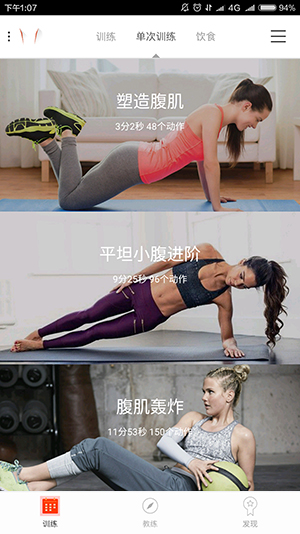 下午1:07
4G 94%
训练 单次训练 饮食
塑造腹肌
3分2秒 48个动作
平坦小腹进阶
9分25秒 96个动作
腹肌轰炸
11分53秒 150个动作
训练 教练 发现